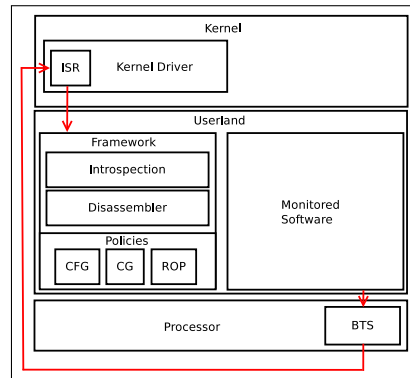 Kernel
ISR
Kernel Driver
Userland
Framework
Introspection
Disassembler
Policies
CFG
CG
ROP
Monitored
Software
Processor
BTS